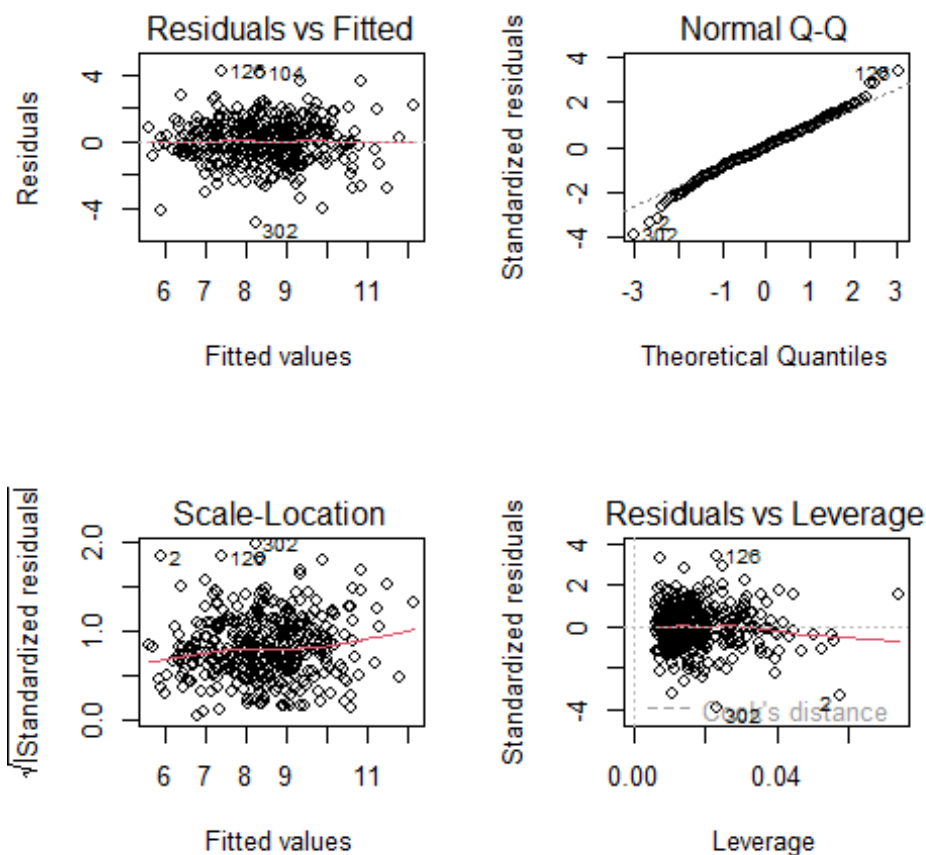 Residuals vs Fitted
Residuals
4
0
-4
126
104
302
6 7 8 9 11
Fitted values
Normal Q-Q
Standardized residuals
4
2
0
-2
-4
126
2
302
-3 -1 0 1 2 3
Theoretical Quantiles
Scale-Location
√|Standardized residuals|
2.0
1.0
0.0
2
126
302
6 7 8 9 11
Fitted values
Residuals vs Leverage
Standardized residuals
4
2
0
-2
-4
126
2
302
Cook's distance
0.00 0.04
Leverage